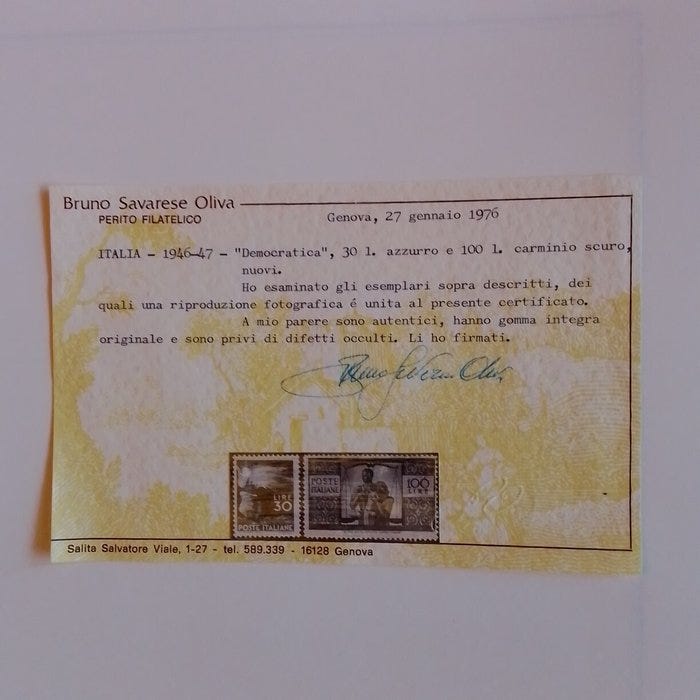 Bruno Savarese Oliva
PERITO FILATELICO
Genova, 27 gennaio 1976
ITALIA - 1946-47 - "Democratica", 30 l. azzurro e 100 l. carminio scuro,
nuovi.
Ho esaminato gli esemplari sopra descritti, dei
quali una riproduzione fotografica é unita al presente certificato.
A mio parere sono autentici, hanno gomma integra
originale e sono privi di difetti occulti. Li ho firmati.
LIRE
30
POSTE ITALIANE
POSTE
ITALIANE
100
LIRE
Salita Salvatore Viale, 1-27 - tel. 589.339 - 16128 Genova